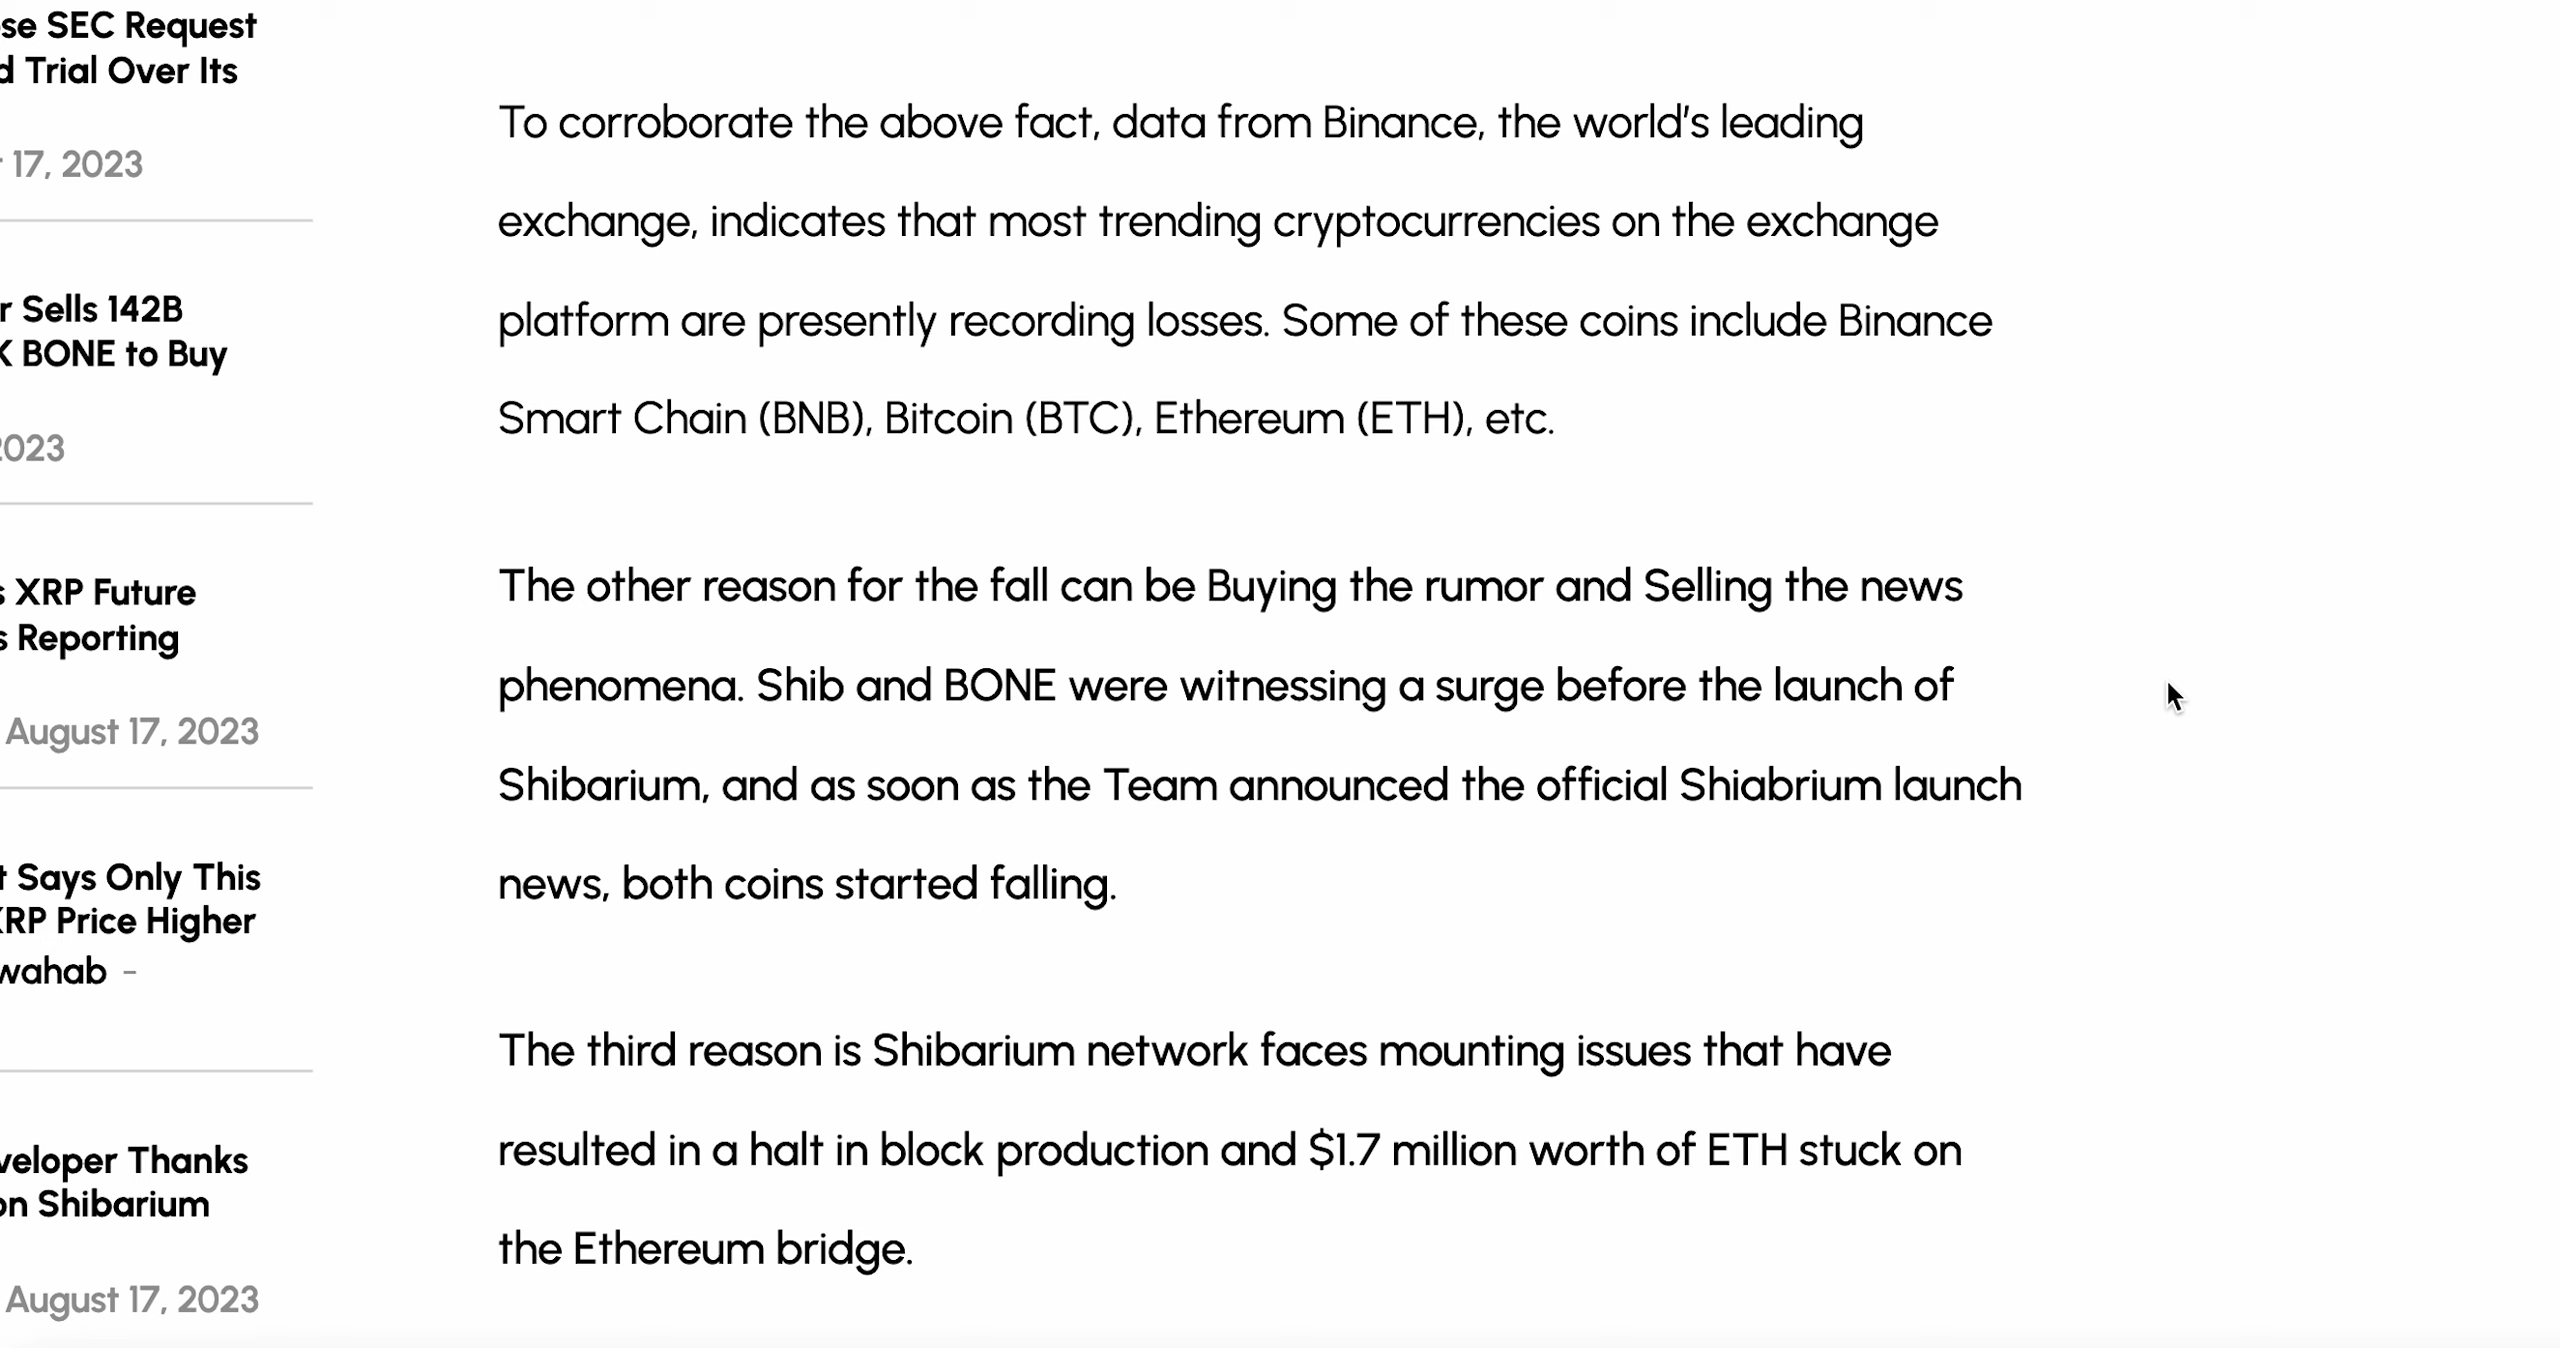 se SEC Request
d Trial Over Its
17, 2023
r Sells 142B
K BONE to Buy
2023
s XRP Future
s Reporting
August 17, 2023
t Says Only This
XRP Price Higher
wahab -
veloper Thanks
on Shibarium
August 17, 2023
To corroborate the above fact, data from Binance, the world's leading
exchange, indicates that most trending cryptocurrencies on the exchange
platform are presently recording losses. Some of these coins include Binance
Smart Chain (BNB), Bitcoin (BTC), Ethereum (ETH), etc.
The other reason for the fall can be Buying the rumor and Selling the news
phenomena. Shib and BONE were witnessing a surge before the launch of
Shibarium, and as soon as the Team announced the official Shiabrium launch
news, both coins started falling.
The third reason is Shibarium network faces mounting issues that have
resulted in a halt in block production and $1.7 million worth of ETH stuck on
the Ethereum bridge.